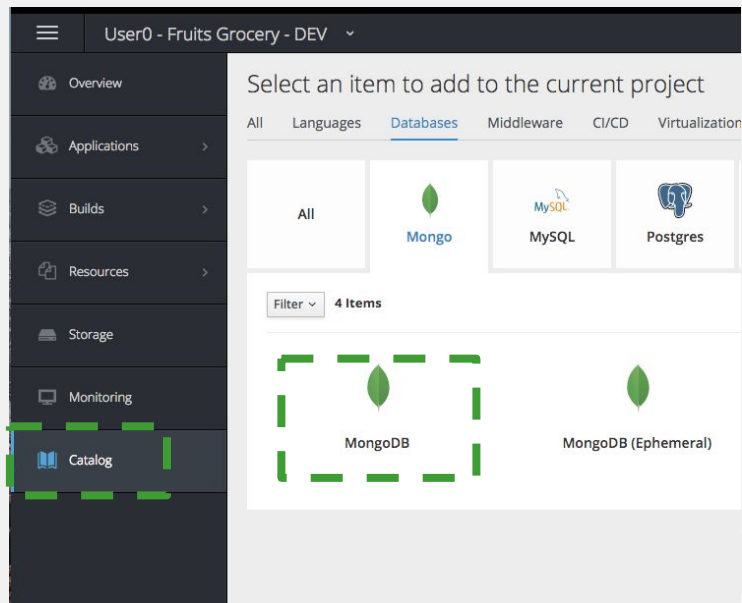 User0 - Fruits Grocery - DEV
Overview
Applications
Builds
Resources
Storage
Monitoring
Catalog
Select an item to add to the current project
All Languages Databases Middleware CI/CD Virtualization
All Mongo MySQL MySQL Postgres
Filter 4 Items
MongoDB MongoDB (Ephemeral)